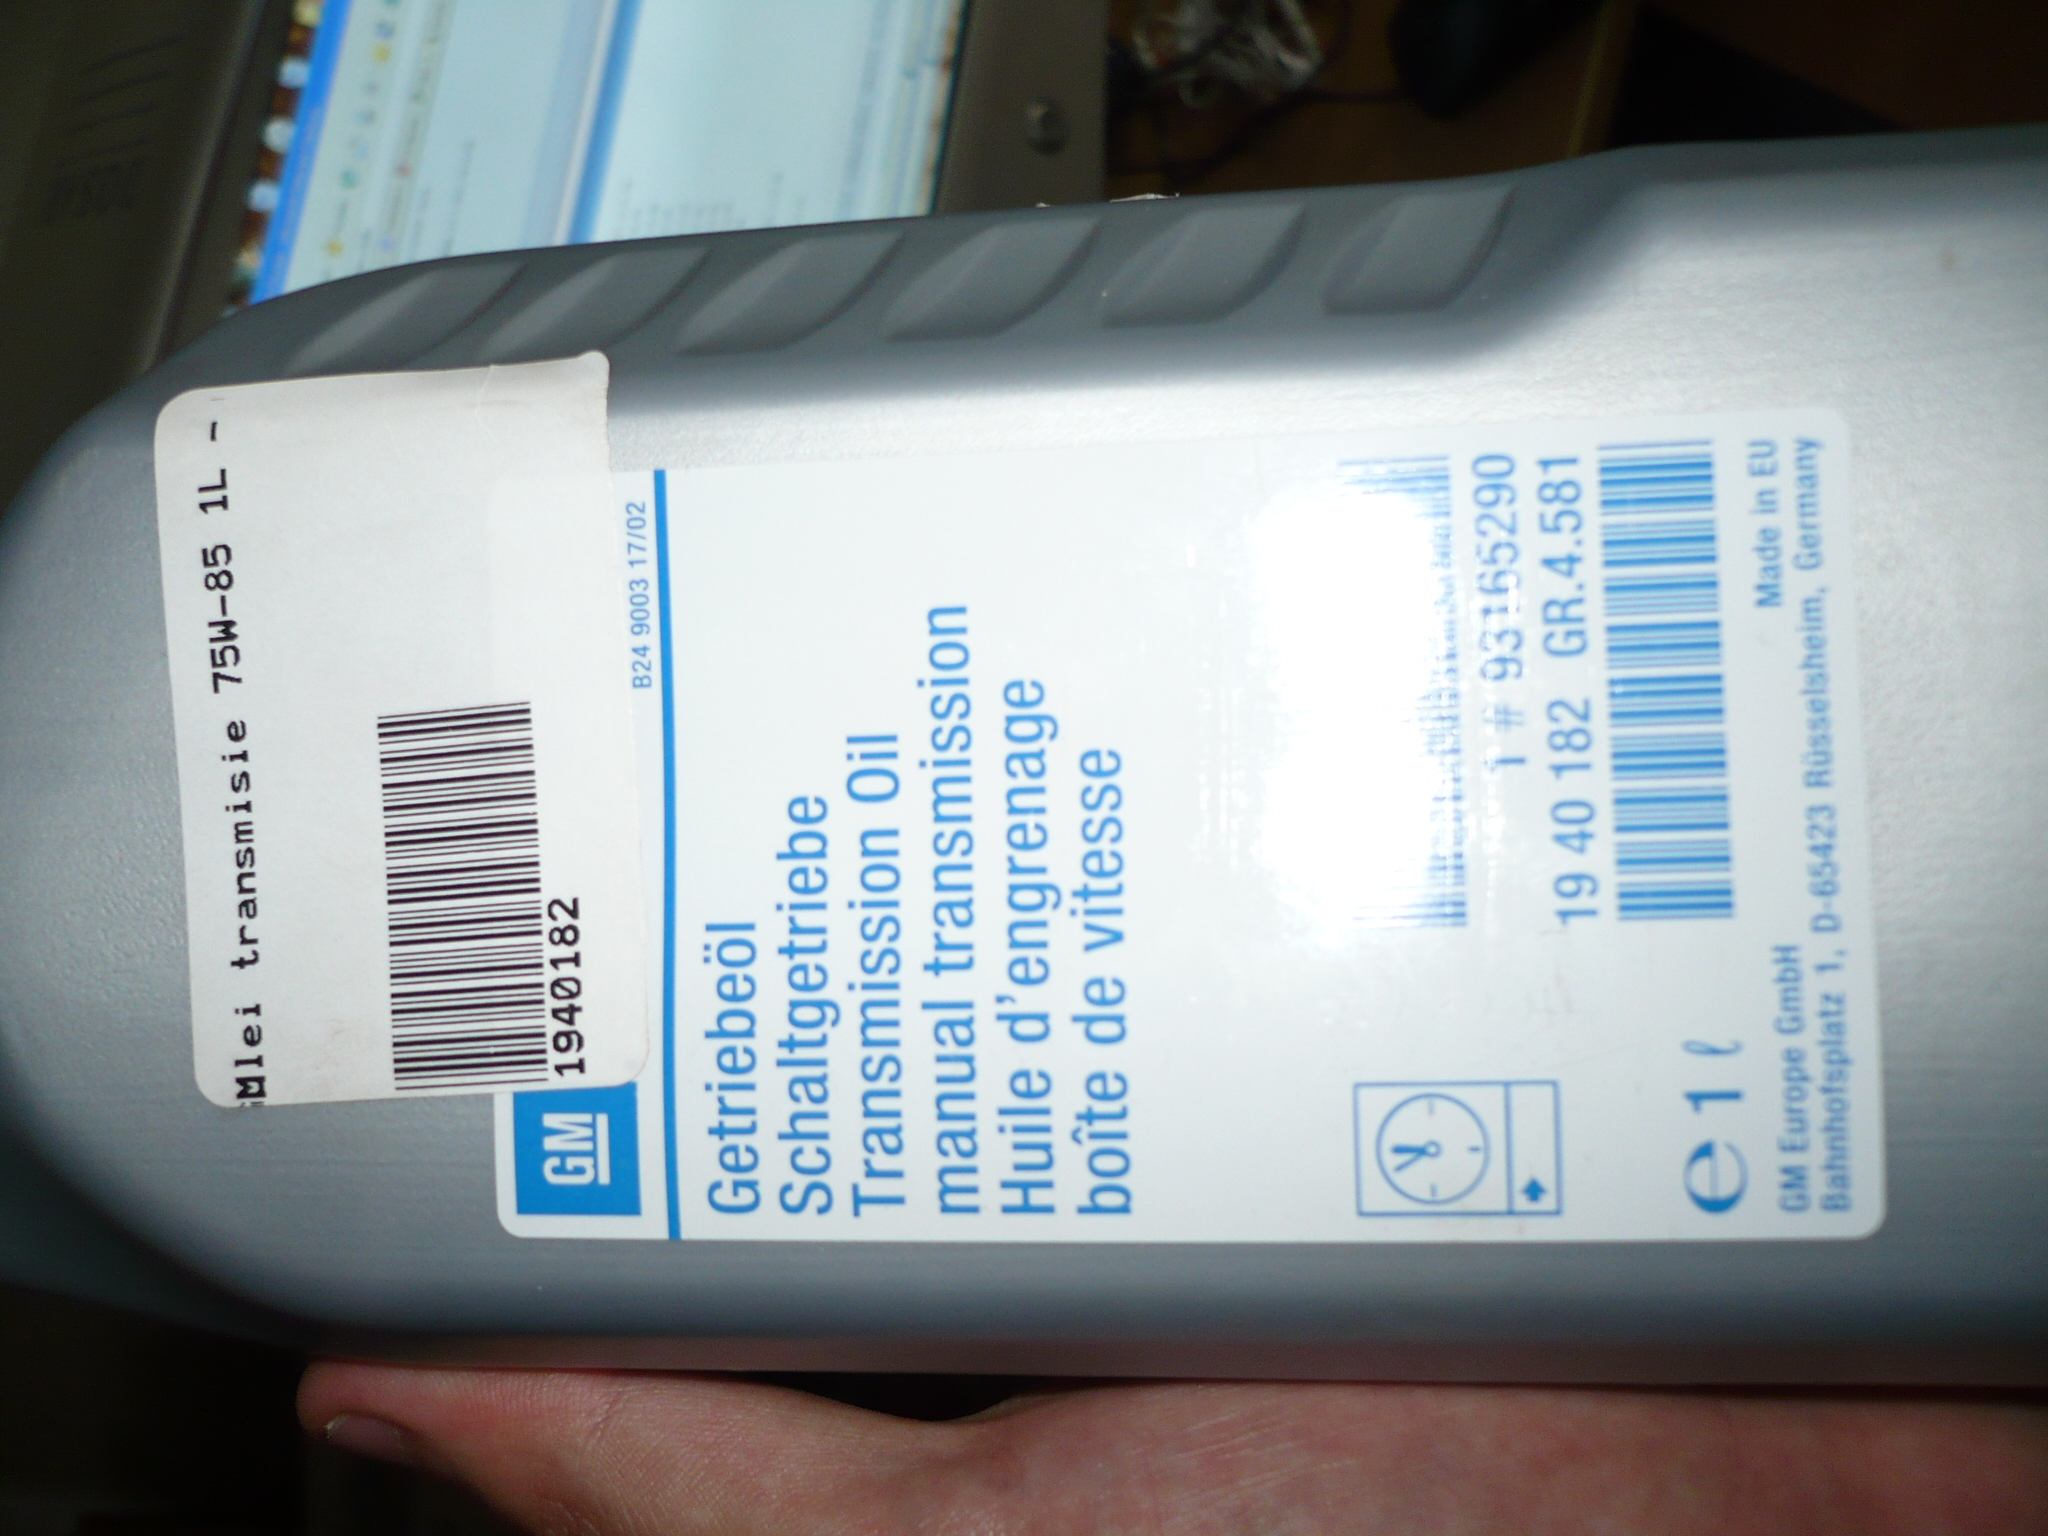 GMlei transmisie 75W-85 1L -
1940182
GM
B24 9003 17/02
Getriebeöl
Schaltgetriebe
Transmission Oil
manual transmission
Huile d'engrenage
boîte de vitesse
1 # 93165290
19 40 182 GR.4.581
e 1 ℓ
Made in EU
GM Europe GmbH
Bahnhofsplatz 1, D-65423 Rüsselsheim, Germany